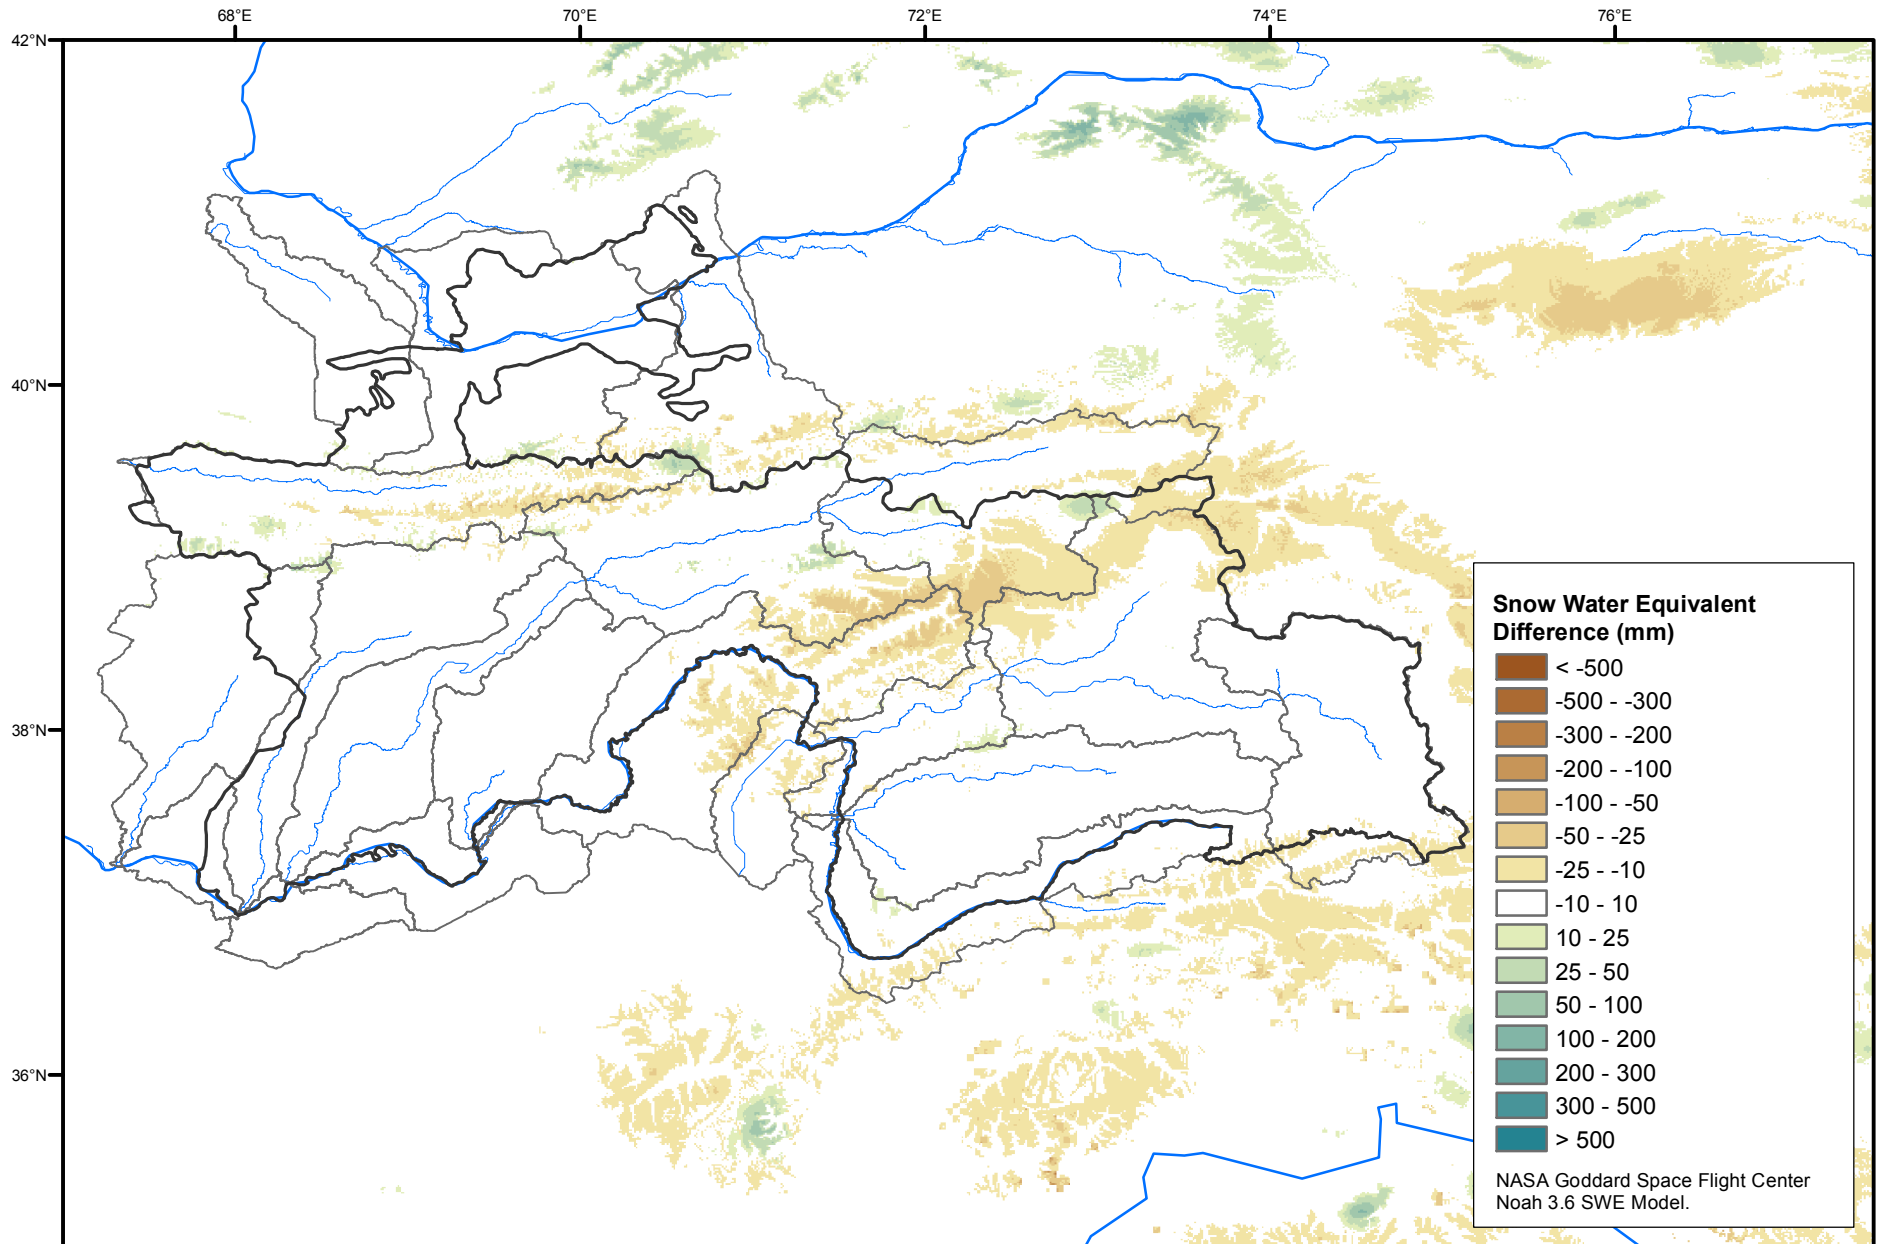 68°E
70°E
72°E
74°E
76°E
42°N
40°N
38°N
36°N
Snow Water Equivalent
Difference (mm)
< -500
-500 - -300
-300 - -200
-200 - -100
-100 - -50
-50 - -25
-25 - -10
-10 - 10
10 - 25
25 - 50
50 - 100
100 - 200
200 - 300
300 - 500
> 500
NASA Goddard Space Flight Center
Noah 3.6 SWE Model.